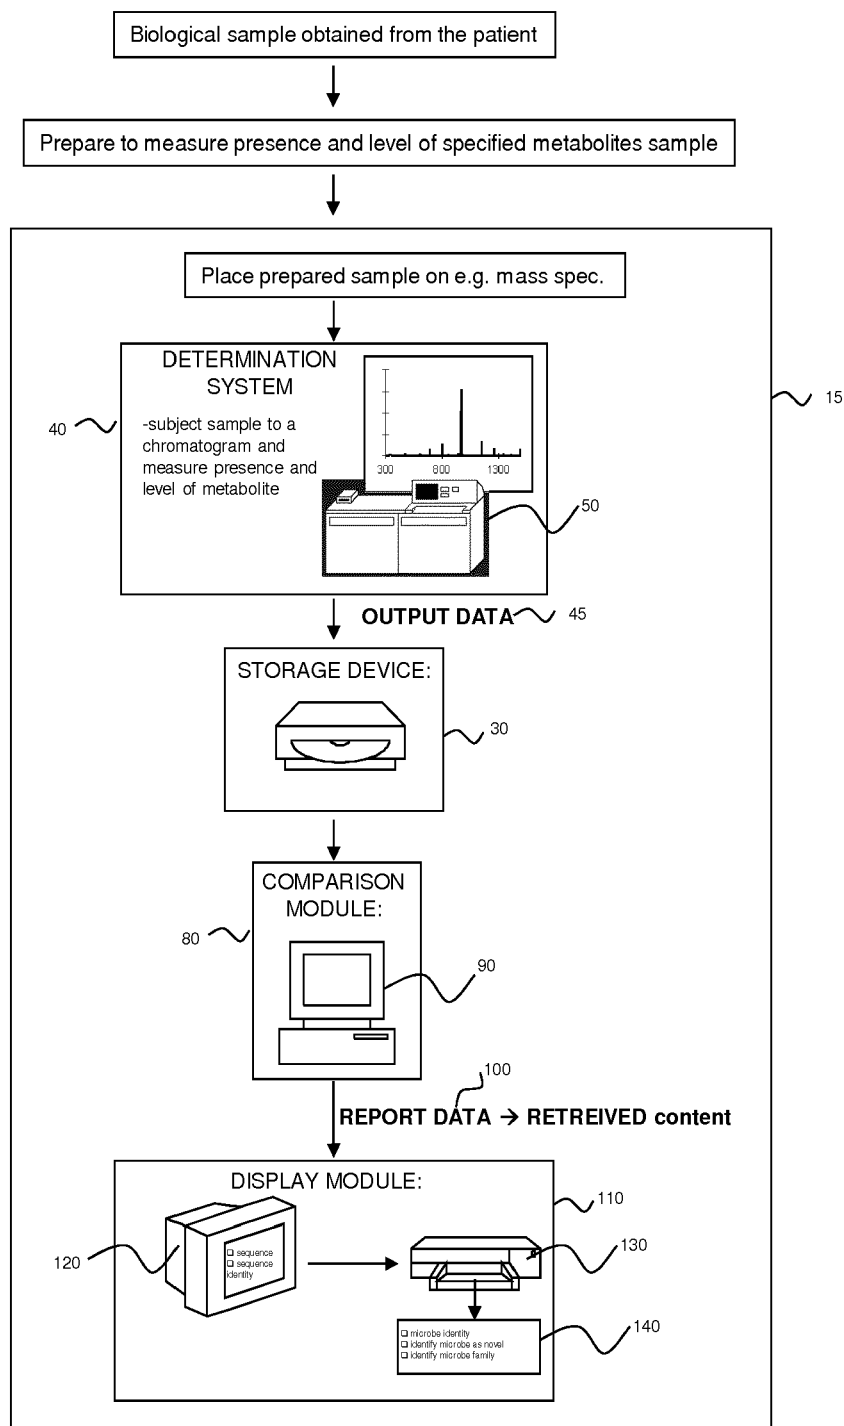 Biological sample obtained from the patient
Prepare to measure presence and level of specified metabolites sample
Place prepared sample on e.g. mass spec.
DETERMINATION
SYSTEM
-subject sample to a
chromatogram and
measure presence and
level of metabolite
300 800 1300
40
15
50
OUTPUT DATA
45
STORAGE DEVICE:
30
COMPARISON
MODULE:
80
90
100
REPORT DATA → RETREIVED content
DISPLAY MODULE:
110
❑ sequence
❑ sequence
identity
120
130
❑ microbe identity
❑ identify microbe as novel
❑ identify microbe family
140